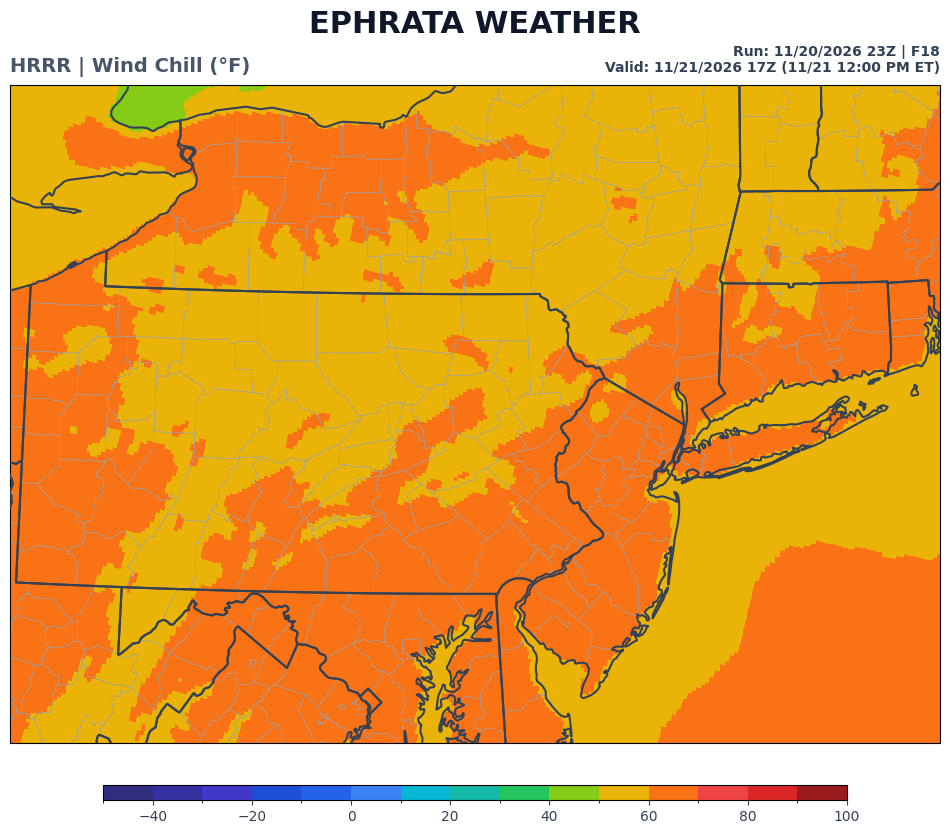 EPHRATA WEATHER
HRRR | Wind Chill (°F)
Run: 11/20/2026 23Z | F18
Valid: 11/21/2026 17Z (11/21 12:00 PM ET)
−40 −20 0 20 40 60 80 100